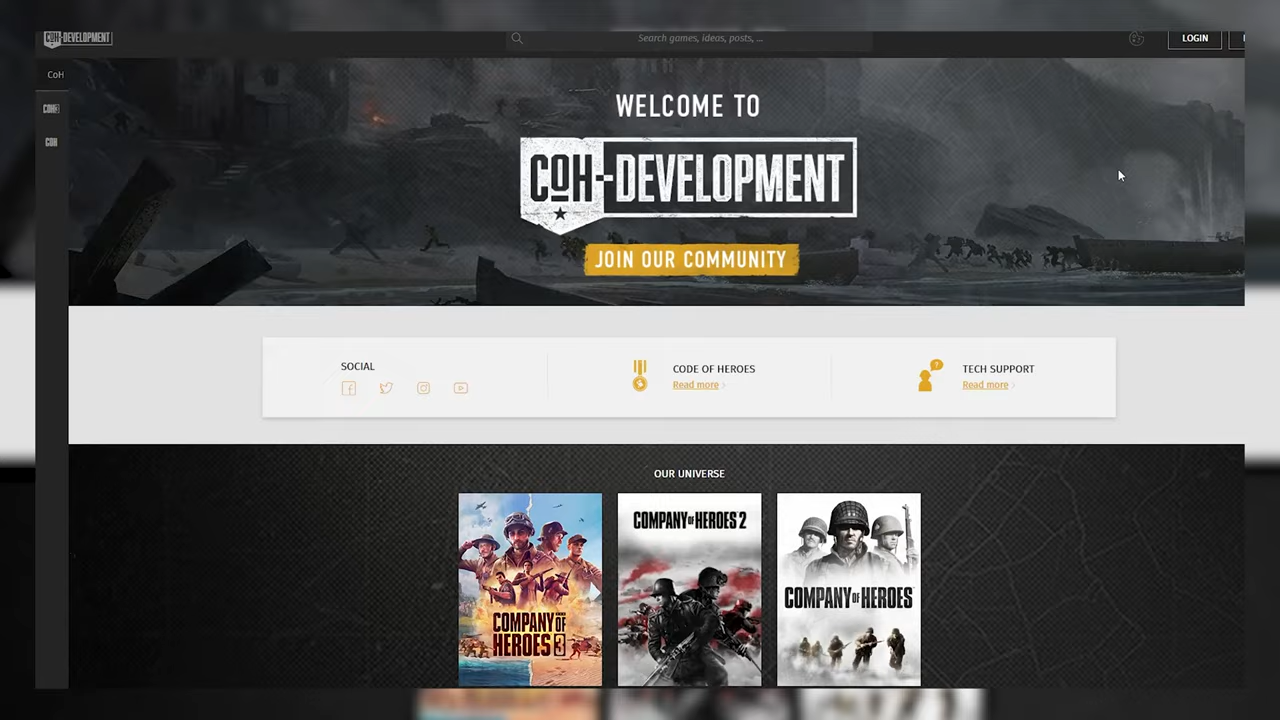 COH-DEVELOPMENT
Search games, ideas, posts, ...
LOGIN
CoH
COH3
COH
WELCOME TO
COH-DEVELOPMENT
JOIN OUR COMMUNITY
SOCIAL
CODE OF HEROES
Read more
TECH SUPPORT
Read more
OUR UNIVERSE
COMPANY OF HEROES 3
COMPANY OF HEROES 2
COMPANY OF HEROES